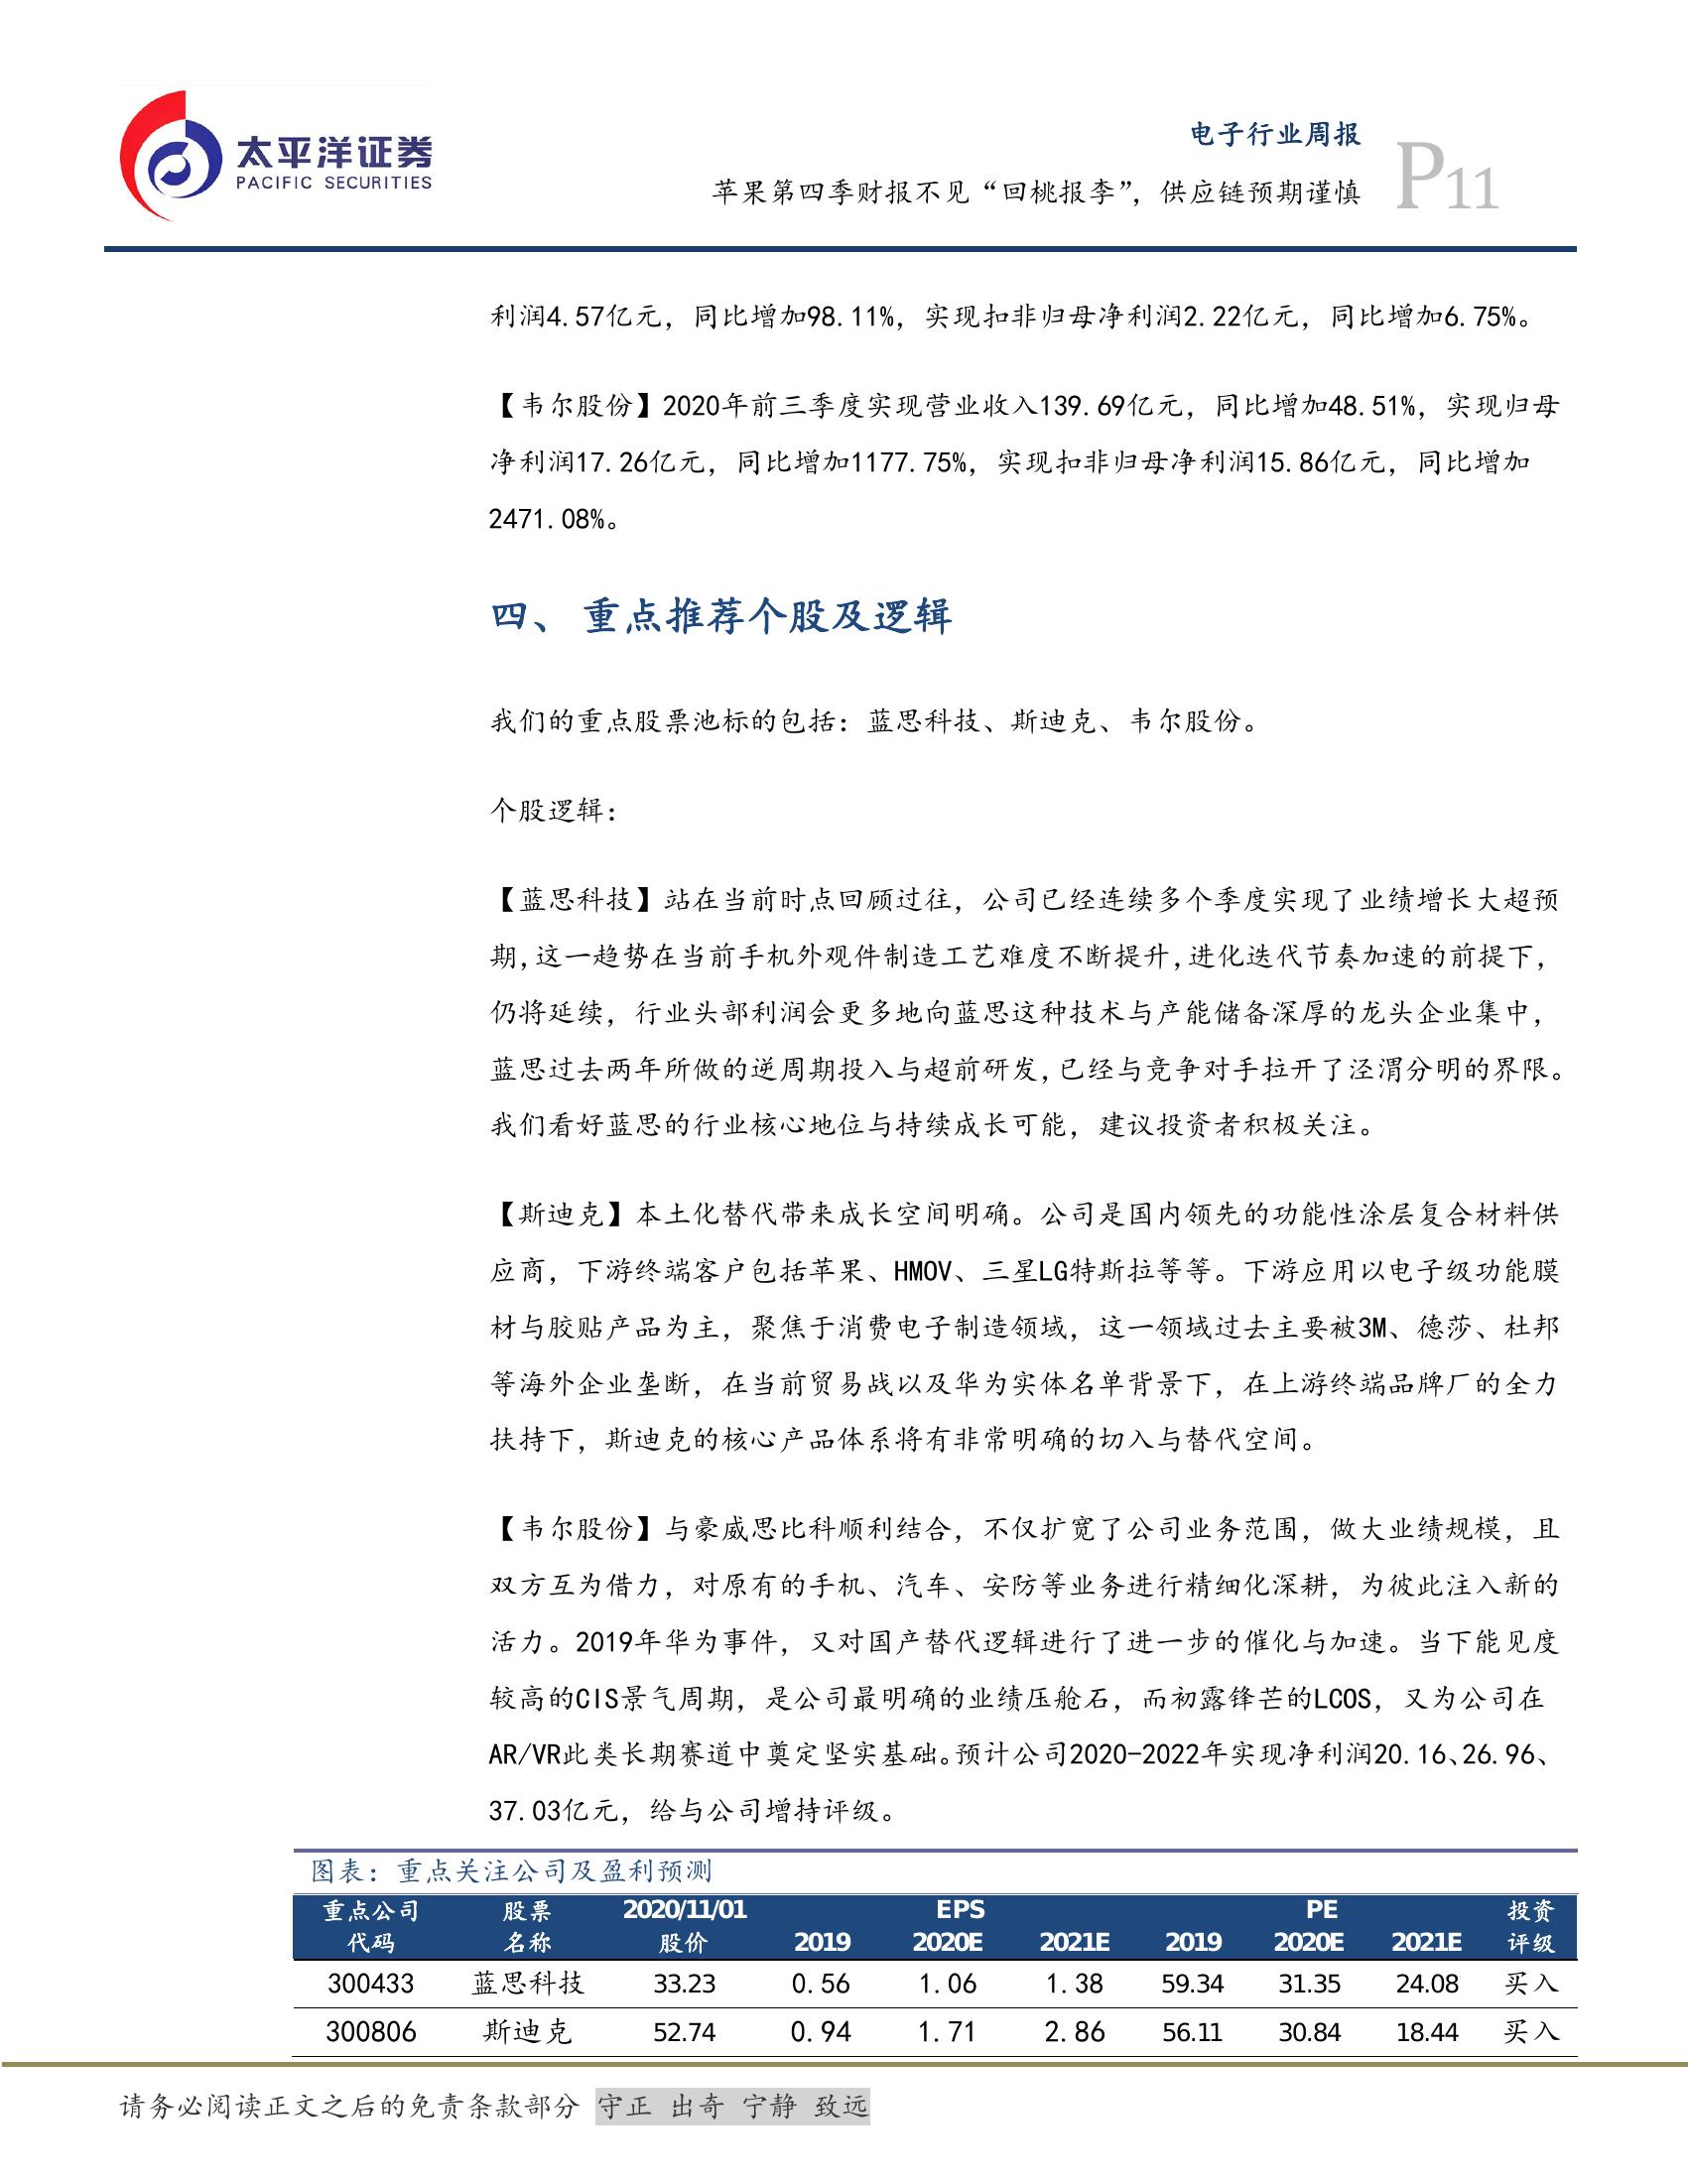 太平洋证券
PACIFIC SECURITIES
电子行业周报
苹果第四季财报不见“回桃报李”，供应链预期谨慎
P11
利润4.57亿元，同比增加98.11%，实现扣非归母净利润2.22亿元，同比增加6.75%。
【韦尔股份】2020年前三季度实现营业收入139.69亿元，同比增加48.51%，实现归母
净利润17.26亿元，同比增加1177.75%，实现扣非归母净利润15.86亿元，同比增加
2471.08%。
四、 重点推荐个股及逻辑
我们的重点股票池标的包括：蓝思科技、斯迪克、韦尔股份。
个股逻辑：
【蓝思科技】站在当前时点回顾过往，公司已经连续多个季度实现了业绩增长大超预
期,这一趋势在当前手机外观件制造工艺难度不断提升,进化迭代节奏加速的前提下，
仍将延续，行业头部利润会更多地向蓝思这种技术与产能储备深厚的龙头企业集中，
蓝思过去两年所做的逆周期投入与超前研发,已经与竞争对手拉开了泾渭分明的界限。
我们看好蓝思的行业核心地位与持续成长可能，建议投资者积极关注。
【斯迪克】本土化替代带来成长空间明确。公司是国内领先的功能性涂层复合材料供
应商，下游终端客户包括苹果、HMOV、三星LG特斯拉等等。下游应用以电子级功能膜
材与胶贴产品为主，聚焦于消费电子制造领域，这一领域过去主要被3M、德莎、杜邦
等海外企业垄断，在当前贸易战以及华为实体名单背景下，在上游终端品牌厂的全力
扶持下，斯迪克的核心产品体系将有非常明确的切入与替代空间。
【韦尔股份】与豪威思比科顺利结合，不仅扩宽了公司业务范围，做大业绩规模，且
双方互为借力，对原有的手机、汽车、安防等业务进行精细化深耕，为彼此注入新的
活力。2019年华为事件，又对国产替代逻辑进行了进一步的催化与加速。当下能见度
较高的CIS景气周期，是公司最明确的业绩压舱石，而初露锋芒的LCOS，又为公司在
AR/VR此类长期赛道中奠定坚实基础。预计公司2020-2022年实现净利润20.16、26.96、
37.03亿元，给与公司增持评级。
图表：重点关注公司及盈利预测
重点公司 股票 2020/11/01 EPS PE 投资
代码 名称 股价 2019 2020E 2021E 2019 2020E 2021E 评级
300433 蓝思科技 33.23 0.56 1.06 1.38 59.34 31.35 24.08 买入
300806 斯迪克 52.74 0.94 1.71 2.86 56.11 30.84 18.44 买入
请务必阅读正文之后的免责条款部分 守正 出奇 宁静 致远